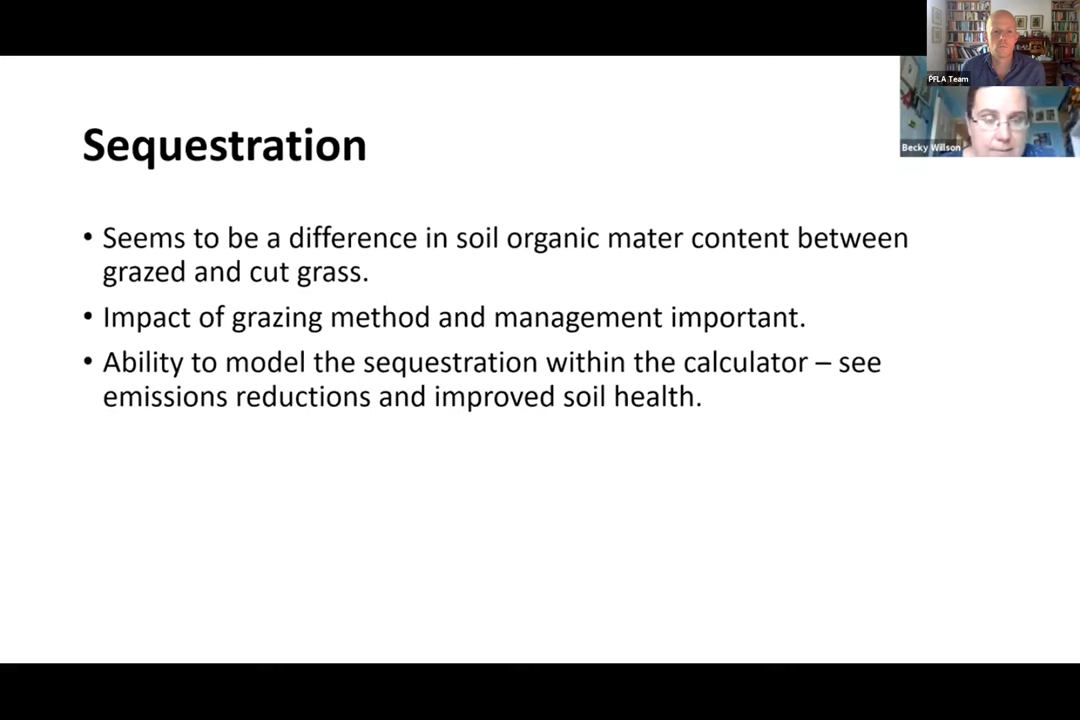 PFLA Team
Becky Willson
Sequestration
• Seems to be a difference in soil organic mater content between
grazed and cut grass.
• Impact of grazing method and management important.
• Ability to model the sequestration within the calculator – see
emissions reductions and improved soil health.